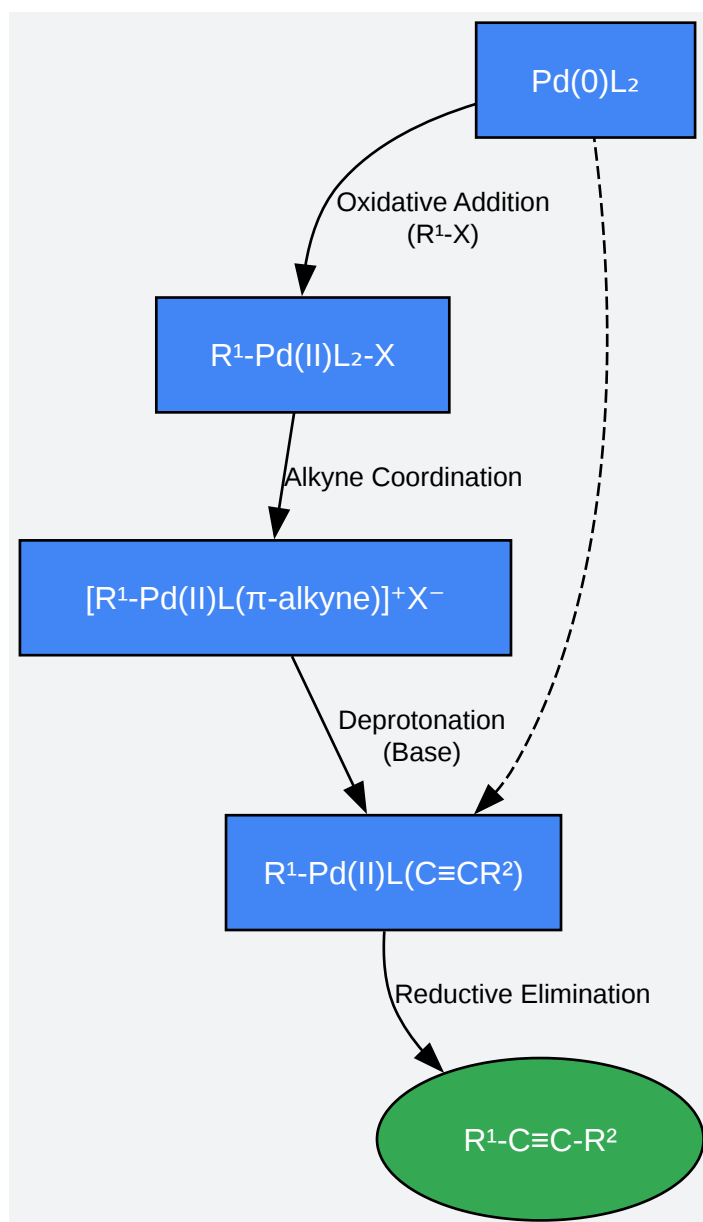 Pd(0)L₂
Oxidative Addition
(R¹-X)
R¹-Pd(II)L₂-X
Alkyne Coordination
[R¹-Pd(II)L(π-alkyne)]⁺X⁻
Deprotonation
(Base)
R¹-Pd(II)L(C≡CR²)
Reductive Elimination
R¹-C≡C-R²